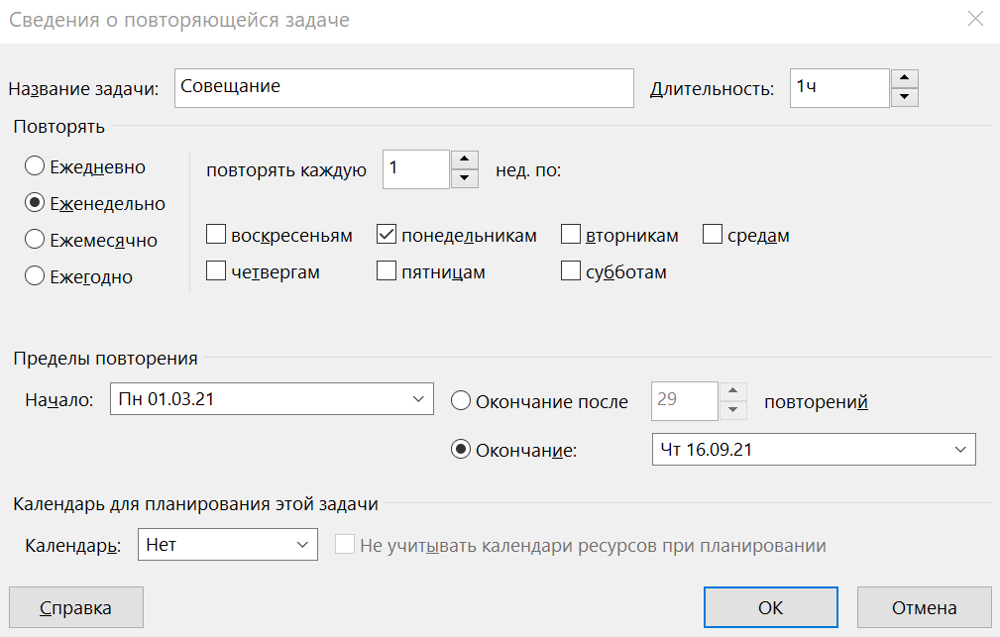 Сведения о повторяющейся задаче
Название задачи: Совещание Длительность: 1ч
Повторять
Ежедневно
повторять каждую 1 нед. по:
Еженедельно
Ежемесячно
воскресеньям понедельникам вторникам средам
Ежегодно
четвергам пятницам субботам
Пределы повторения
Начало: Пн 01.03.21 Окончание после 29 повторений
Окончание: Чт 16.09.21
Календарь для планирования этой задачи
Календарь: Нет Не учитывать календари ресурсов при планировании
Справка ОК Отмена